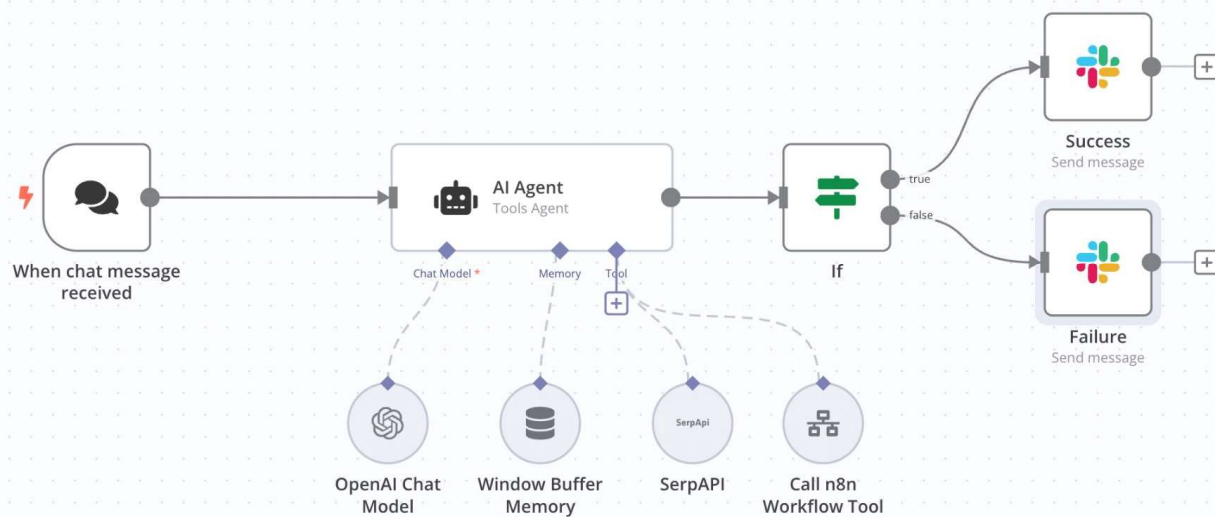 Success
Send message
AI Agent
Tools Agent
true
false
When chat message
received
Chat Model *
Memory
Tool
If
Failure
Send message
SerpApi
OpenAI Chat
Model
Window Buffer
Memory
SerpAPI
Call n8n
Workflow Tool